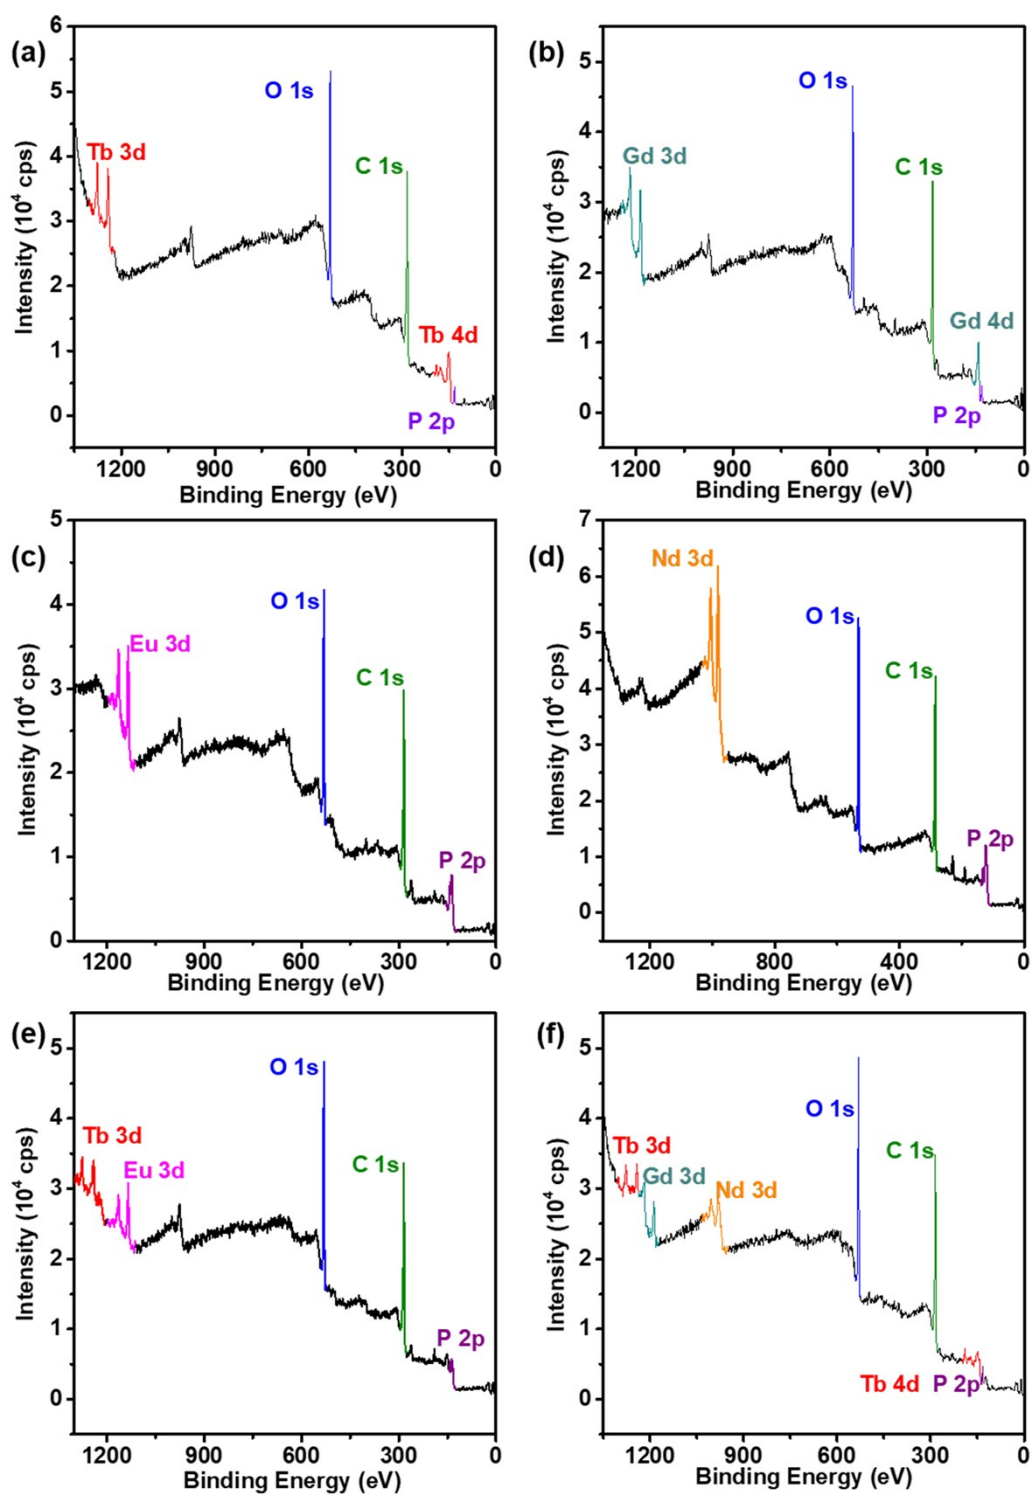 (a)
6
5
4
3
2
1
0
Intensity (10⁴ cps)
O 1s
Tb 3d
C 1s
Tb 4d
P 2p
1200 900 600 300 0
Binding Energy (eV)
(b)
5
4
3
2
1
0
Intensity (10⁴ cps)
O 1s
Gd 3d
C 1s
Gd 4d
P 2p
1200 900 600 300 0
Binding Energy (eV)
(c)
5
4
3
2
1
0
Intensity (10⁴ cps)
O 1s
Eu 3d
C 1s
P 2p
1200 900 600 300 0
Binding Energy (eV)
(d)
7
6
5
4
3
2
1
0
Intensity (10⁴ cps)
Nd 3d
O 1s
C 1s
P 2p
1200 800 400 0
Binding Energy (eV)
(e)
5
4
3
2
1
0
Intensity (10⁴ cps)
O 1s
Tb 3d
Eu 3d
C 1s
P 2p
1200 900 600 300 0
Binding Energy (eV)
(f)
5
4
3
2
1
0
Intensity (10⁴ cps)
O 1s
Tb 3d
Gd 3d
Nd 3d
C 1s
Tb 4d P 2p
1200 900 600 300 0
Binding Energy (eV)